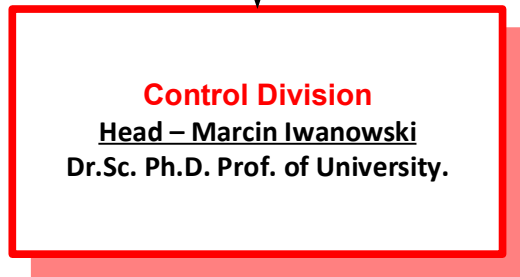 Control Division
Head – Marcin Iwanowski
Dr.Sc. Ph.D. Prof. of University.